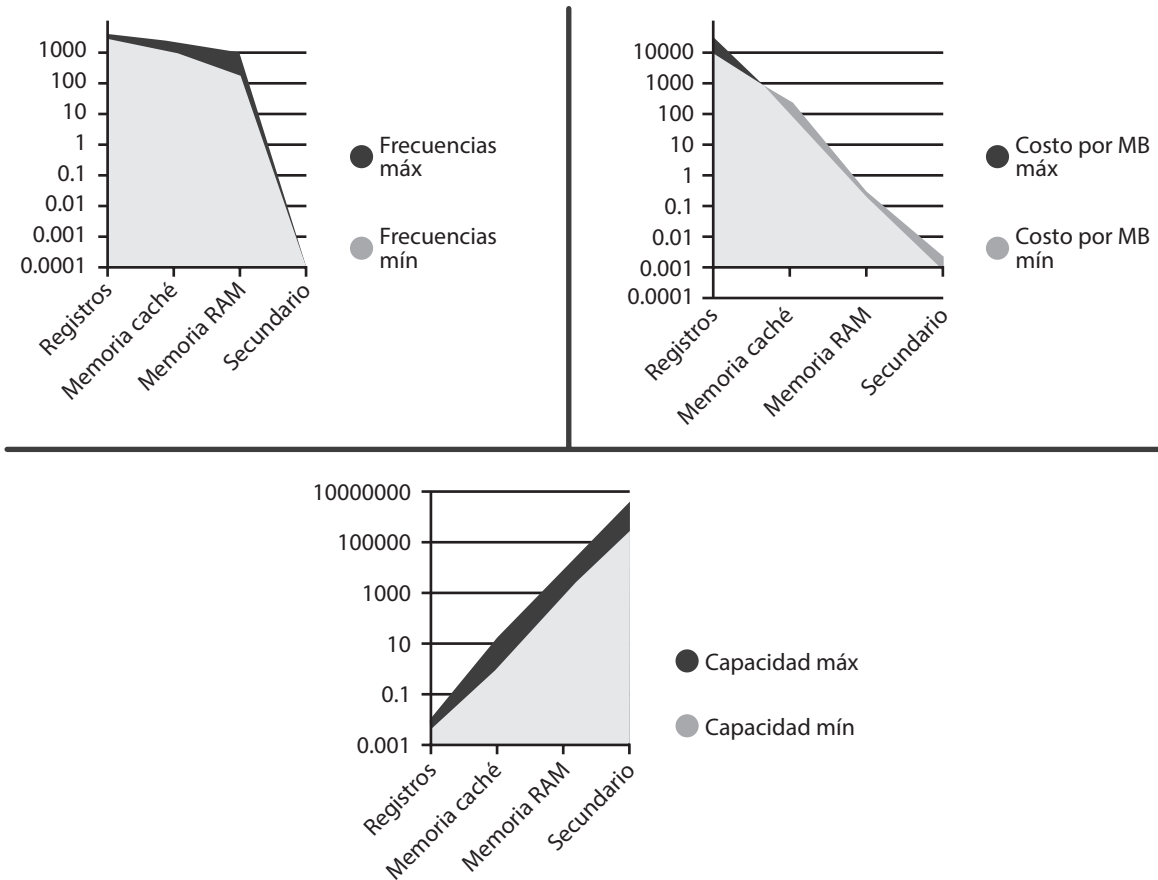 1000
100
10
1
0.1
0.01
0.001
0.0001
Registros
Memoria caché
Memoria RAM
Secundario
Frecuencias
máx
Frecuencias
mín
10000
1000
100
10
1
0.1
0.01
0.001
0.0001
Registros
Memoria caché
Memoria RAM
Secundario
Costo por MB
máx
Costo por MB
mín
10000000
100000
1000
10
0.1
0.001
Registros
Memoria caché
Memoria RAM
Secundario
Capacidad máx
Capacidad mín